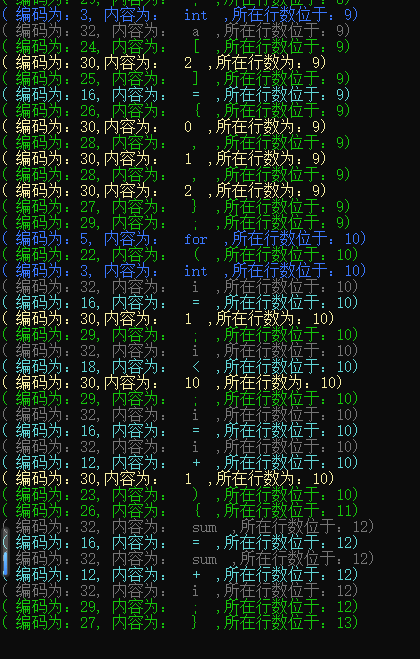 ( 编码为: 3, 内容为:   int  ,所在行数位于: 9)
( 编码为: 32, 内容为:   a  ,所在行数位于: 9)
( 编码为: 24, 内容为:   [  ,所在行数位于: 9)
( 编码为: 30,内容为:   2  ,所在行数为: 9)
( 编码为: 25, 内容为:   ]  ,所在行数位于: 9)
( 编码为: 16, 内容为:   =  ,所在行数位于: 9)
( 编码为: 26, 内容为:   {  ,所在行数位于: 9)
( 编码为: 30,内容为:   0  ,所在行数为: 9)
( 编码为: 28, 内容为:   ,  ,所在行数位于: 9)
( 编码为: 30,内容为:   1  ,所在行数为: 9)
( 编码为: 28, 内容为:   ,  ,所在行数位于: 9)
( 编码为: 30,内容为:   2  ,所在行数为: 9)
( 编码为: 27, 内容为:   }  ,所在行数位于: 9)
( 编码为: 29, 内容为:   ;  ,所在行数位于: 9)
( 编码为: 5, 内容为:   for  ,所在行数位于: 10)
( 编码为: 22, 内容为:   (  ,所在行数位于: 10)
( 编码为: 3, 内容为:   int  ,所在行数位于: 10)
( 编码为: 32, 内容为:   i  ,所在行数位于: 10)
( 编码为: 16, 内容为:   =  ,所在行数位于: 10)
( 编码为: 30,内容为:   1  ,所在行数为: 10)
( 编码为: 29, 内容为:   ;  ,所在行数位于: 10)
( 编码为: 32, 内容为:   i  ,所在行数位于: 10)
( 编码为: 18, 内容为:   <  ,所在行数位于: 10)
( 编码为: 30,内容为:   10  ,所在行数为: 10)
( 编码为: 29, 内容为:   ;  ,所在行数位于: 10)
( 编码为: 32, 内容为:   i  ,所在行数位于: 10)
( 编码为: 16, 内容为:   =  ,所在行数位于: 10)
( 编码为: 32, 内容为:   i  ,所在行数位于: 10)
( 编码为: 12, 内容为:   +  ,所在行数位于: 10)
( 编码为: 30,内容为:   1  ,所在行数为: 10)
( 编码为: 23, 内容为:   )  ,所在行数位于: 10)
( 编码为: 26, 内容为:   {  ,所在行数位于: 11)
( 编码为: 32, 内容为:   sum  ,所在行数位于: 12)
( 编码为: 16, 内容为:   =  ,所在行数位于: 12)
( 编码为: 32, 内容为:   sum  ,所在行数位于: 12)
( 编码为: 12, 内容为:   +  ,所在行数位于: 12)
( 编码为: 32, 内容为:   i  ,所在行数位于: 12)
( 编码为: 29, 内容为:   ;  ,所在行数位于: 12)
( 编码为: 27, 内容为:   }  ,所在行数位于: 13)